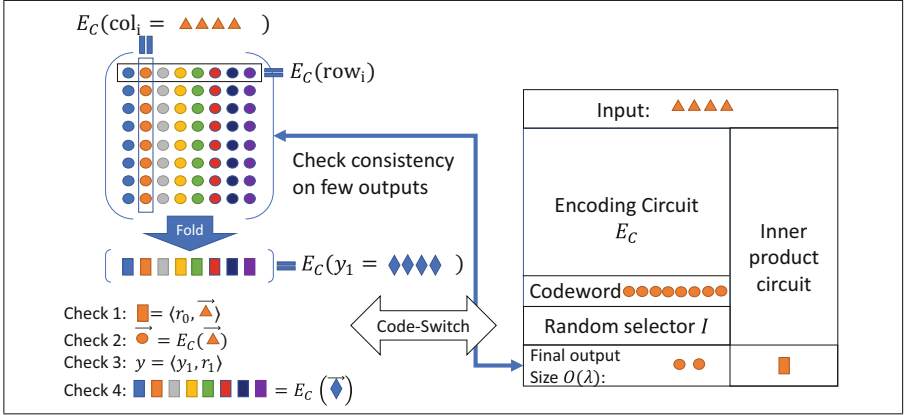 E_C(col_i = )
= E_C(row_i)
Check consistency
on few outputs
Fold
= E_C(y_1 = )
Check 1: = ⟨r_0, ⟩
Check 2: = E_C( )
Check 3: y = ⟨y_1, r_1⟩
Check 4: = E_C ( )
Code-Switch
Input:
Encoding Circuit
E_C
Inner
product
circuit
Codeword
Random selector I
Final output
Size O(λ):